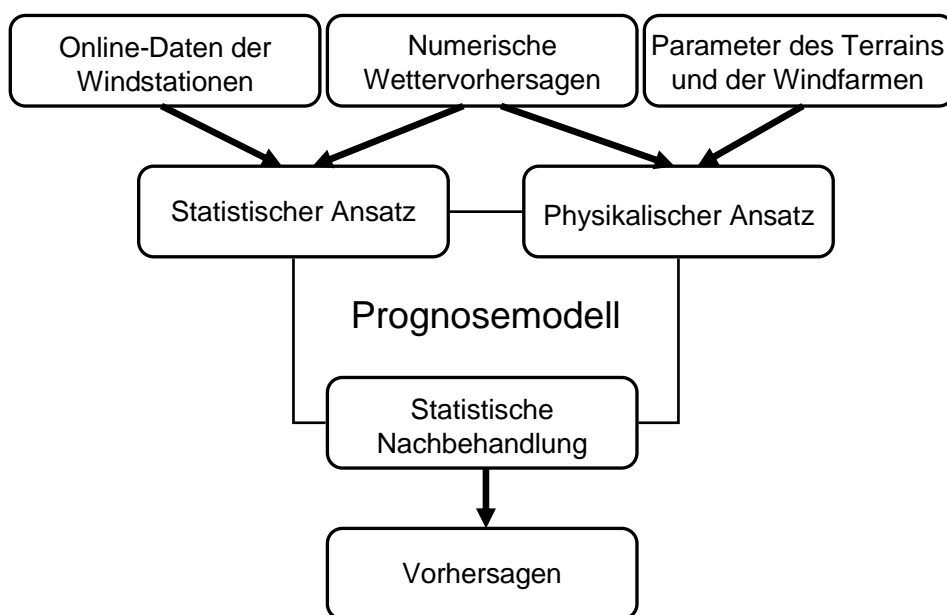 Online-Daten der
Windstationen
Numerische
Wettervorhersagen
Parameter des Terrains
und der Windfarmen
Statistischer Ansatz
Physikalischer Ansatz
Prognosemodell
Statistische
Nachbehandlung
Vorhersagen